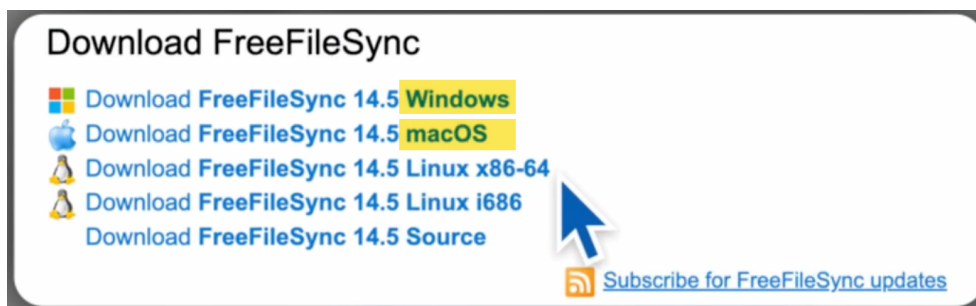 Download FreeFileSync
Download FreeFileSync 14.5 Windows
Download FreeFileSync 14.5 macOS
Download FreeFileSync 14.5 Linux x86-64
Download FreeFileSync 14.5 Linux i686
Download FreeFileSync 14.5 Source
Subscribe for FreeFileSync updates